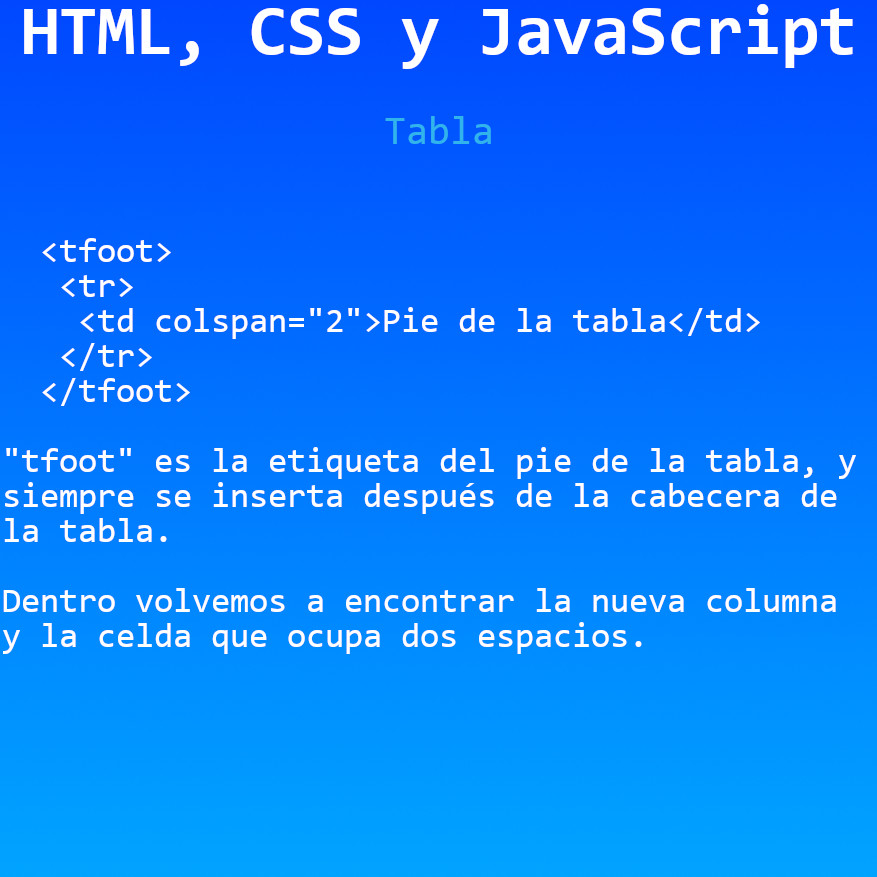 HTML, CSS y JavaScript
Tabla
<tfoot>
<tr>
<td colspan="2">Pie de la tabla</td>
</tr>
</tfoot>
"tfoot" es la etiqueta del pie de la tabla, y
siempre se inserta después de la cabecera de
la tabla.
Dentro volvemos a encontrar la nueva columna
y la celda que ocupa dos espacios.